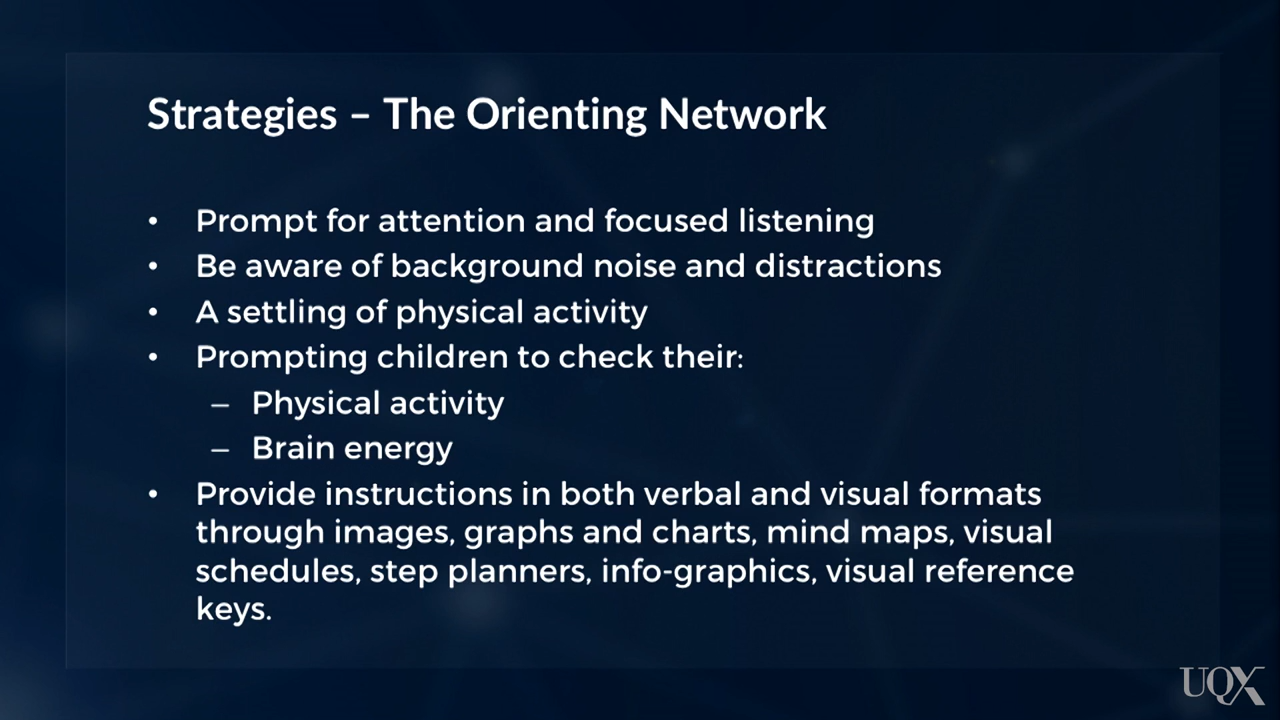 Strategies – The Orienting Network
• Prompt for attention and focused listening
• Be aware of background noise and distractions
• A settling of physical activity
• Prompting children to check their:
– Physical activity
– Brain energy
• Provide instructions in both verbal and visual formats
through images, graphs and charts, mind maps, visual
schedules, step planners, info-graphics, visual reference
keys.
UQX